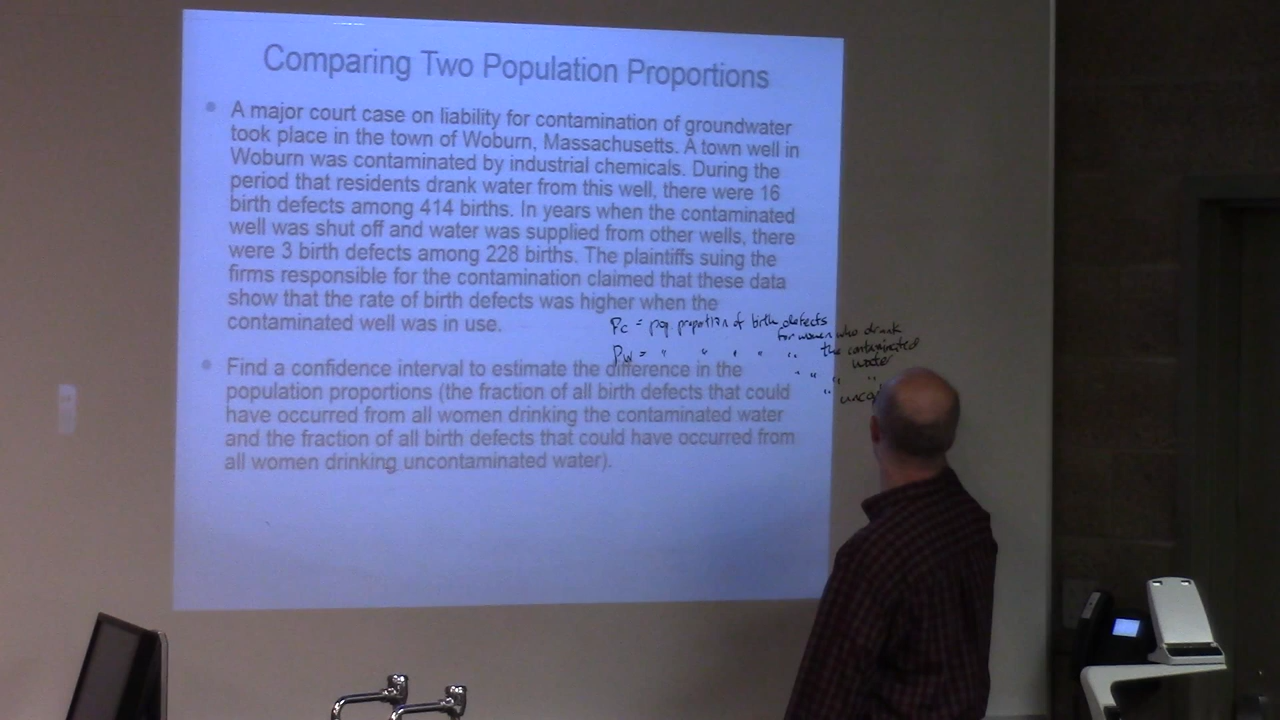 Comparing Two Population Proportions
A major court case on liability for contamination of groundwater
took place in the town of Woburn, Massachusetts. A town well in
Woburn was contaminated by industrial chemicals. During the
period that residents drank water from this well, there were 16
birth defects among 414 births. In years when the contaminated
well was shut off and water was supplied from other wells, there
were 3 birth defects among 228 births. The plaintiffs suing the
firms responsible for the contamination claimed that these data
show that the rate of birth defects was higher when the
contaminated well was in use.
Pc = pop proportion of birth defects
for women who drank
the contaminated
water
Find a confidence interval to estimate the difference in the
population proportions (the fraction of all birth defects that could
have occurred from all women drinking the contaminated water
and the fraction of all birth defects that could have occurred from
all women drinking uncontaminated water).